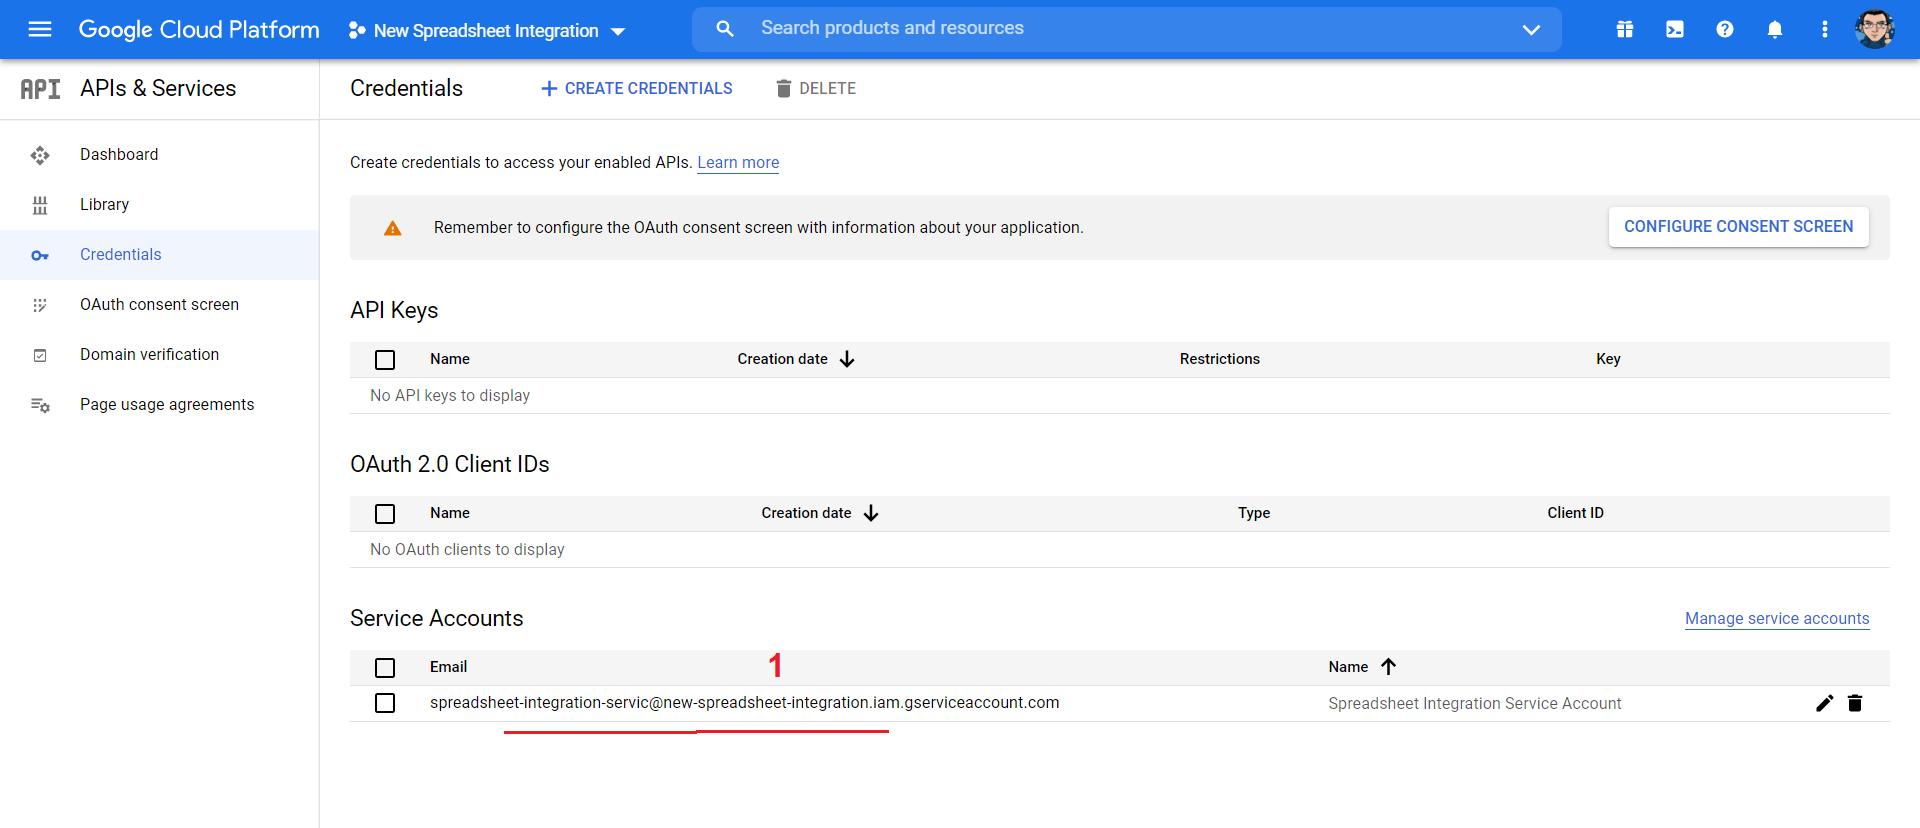 Google Cloud Platform
New Spreadsheet Integration
Search products and resources
API
APIs & Services
Credentials
CREATE CREDENTIALS
DELETE
Dashboard
Library
Credentials
OAuth consent screen
Domain verification
Page usage agreements
Create credentials to access your enabled APIs. Learn more
Remember to configure the OAuth consent screen with information about your application.
CONFIGURE CONSENT SCREEN
API Keys
Name Creation date Restrictions Key
No API keys to display
OAuth 2.0 Client IDs
Name Creation date Type Client ID
No OAuth clients to display
Service Accounts
Manage service accounts
1
Email Name
spreadsheet-integration-servic@new-spreadsheet-integration.iam.gserviceaccount.com Spreadsheet Integration Service Account